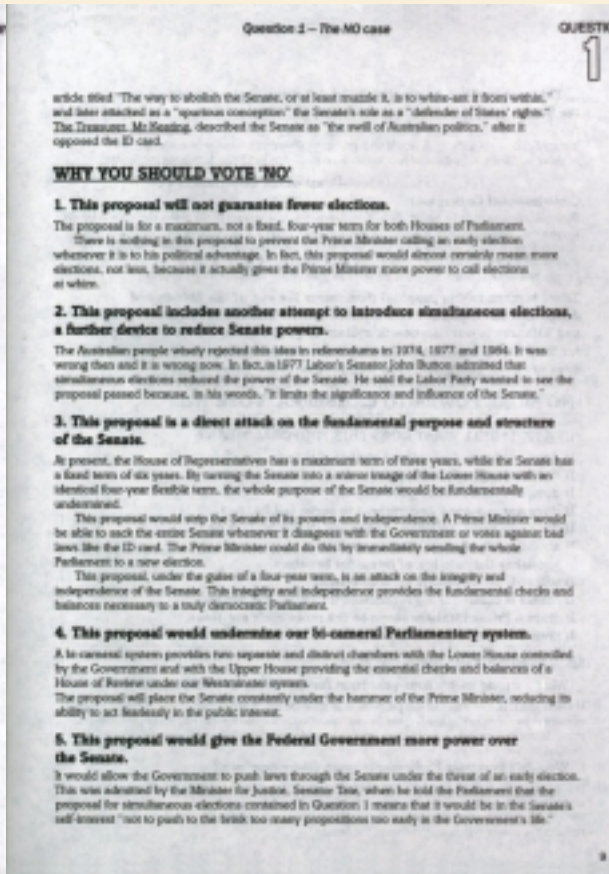 Question 1 – The NO case
QUESTI
1
article titled "The way to abolish the Senate, or at least muzzle it, is to white-ant it from within,"
and later attacked as a "spurious conception" the Senate's role as a "defender of States' rights."
The Treasurer, Mr Keating, described the Senate as "the swill of Australian politics," after it
opposed the ID card.
WHY YOU SHOULD VOTE 'NO'
1. This proposal will not guarantee fewer elections.
The proposal is for a maximum, not a fixed, four-year term for both Houses of Parliament.
There is nothing in this proposal to prevent the Prime Minister calling an early election
whenever it is to his political advantage. In fact, this proposal would almost certainly mean more
elections, not less, because it actually gives the Prime Minister more power to call elections
at whim.
2. This proposal includes another attempt to introduce simultaneous elections,
a further device to reduce Senate powers.
The Australian people wisely rejected this idea in referendums in 1974, 1977 and 1984. It was
wrong then and it is wrong now. In fact, in 1977 Labor's Senator John Button admitted that
simultaneous elections reduced the power of the Senate. He said the Labor Party wanted to see the
proposal passed because, in his words, "it limits the significance and influence of the Senate."
3. This proposal is a direct attack on the fundamental purpose and structure
of the Senate.
At present, the House of Representatives has a maximum term of three years, while the Senate has
a fixed term of six years. By turning the Senate into a mirror image of the Lower House with an
identical four-year flexible term, the whole purpose of the Senate would be fundamentally
undermined.
This proposal would strip the Senate of its powers and independence. A Prime Minister would
be able to sack the entire Senate whenever it disagrees with the Government or votes against bad
laws like the ID card. The Prime Minister could do this by immediately sending the whole
Parliament to a new election.
This proposal, under the guise of a four-year term, is an attack on the integrity and
independence of the Senate. This integrity and independence provides the fundamental checks and
balances necessary to a truly democratic Parliament.
4. This proposal would undermine our bi-cameral Parliamentary system.
A bi-cameral system provides two separate and distinct chambers with the Lower House controlled
by the Government and with the Upper House providing the essential checks and balances of a
House of Review under our Westminster system.
The proposal will place the Senate constantly under the hammer of the Prime Minister, reducing its
ability to act fearlessly in the public interest.
5. This proposal would give the Federal Government more power over
the Senate.
It would allow the Government to push laws through the Senate under the threat of an early election.
This was admitted by the Minister for Justice, Senator Tate, when he told the Parliament that the
proposal for simultaneous elections contained in Question 1 means that it would be in the Senate's
self-interest "not to push to the brink too many propositions too early in the Government's life."
9